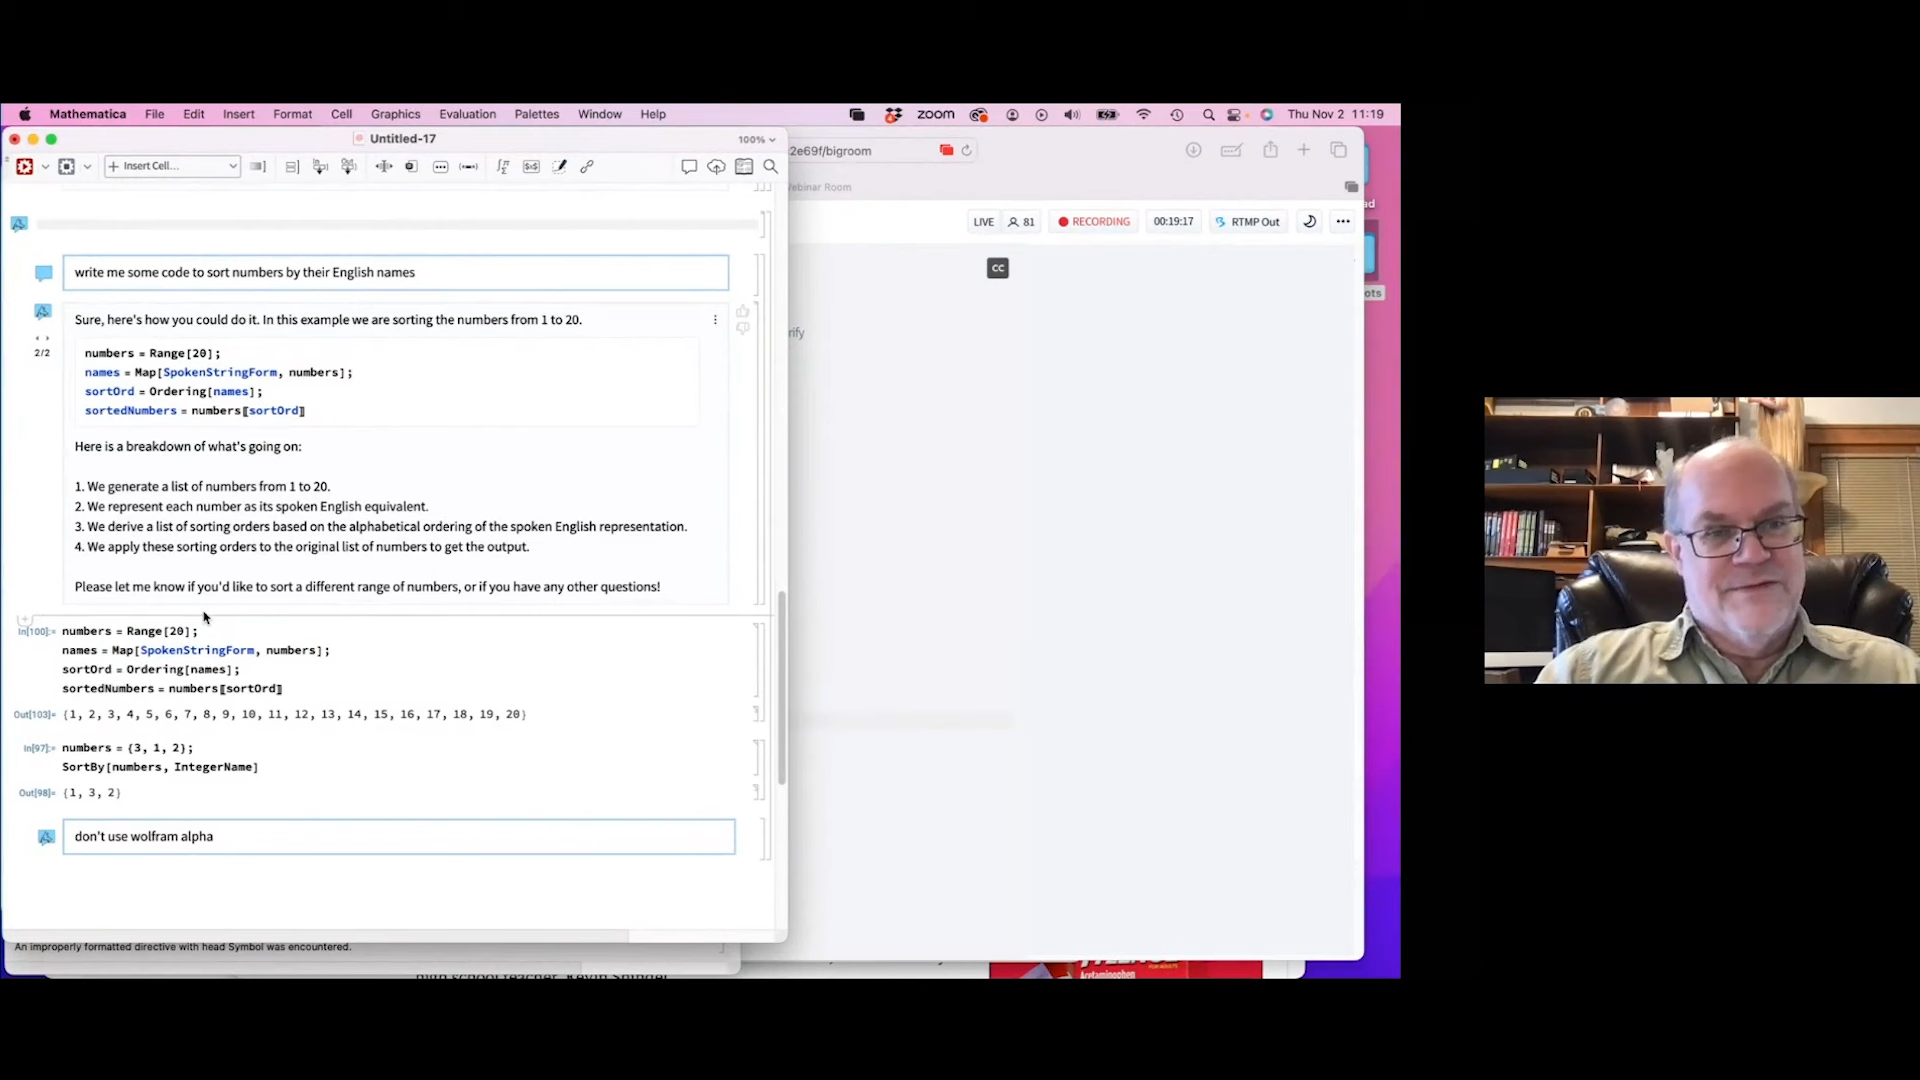 Mathematica File Edit Insert Format Cell Graphics Evaluation Palettes Window Help zoom Thu Nov 2 11:19
Untitled-17
100%
2e69f/bigroom
Insert Cell...
Webinar Room
LIVE 81 RECORDING 00:19:17 RTMP Out
CC
write me some code to sort numbers by their English names
Sure, here's how you could do it. In this example we are sorting the numbers from 1 to 20.
2/2
numbers = Range[20];
names = Map[SpokenStringForm, numbers];
sortOrd = Ordering[names];
sortedNumbers = numbers〚sortOrd〛
Here is a breakdown of what's going on:
1. We generate a list of numbers from 1 to 20.
2. We represent each number as its spoken English equivalent.
3. We derive a list of sorting orders based on the alphabetical ordering of the spoken English representation.
4. We apply these sorting orders to the original list of numbers to get the output.
Please let me know if you'd like to sort a different range of numbers, or if you have any other questions!
In[100]:= numbers = Range[20];
names = Map[SpokenStringForm, numbers];
sortOrd = Ordering[names];
sortedNumbers = numbers〚sortOrd〛
Out[103]= {1, 2, 3, 4, 5, 6, 7, 8, 9, 10, 11, 12, 13, 14, 15, 16, 17, 18, 19, 20}
In[97]:= numbers = {3, 1, 2};
SortBy[numbers, IntegerName]
Out[98]= {1, 3, 2}
don't use wolfram alpha
An improperly formatted directive with head Symbol was encountered.
Acetaminophen